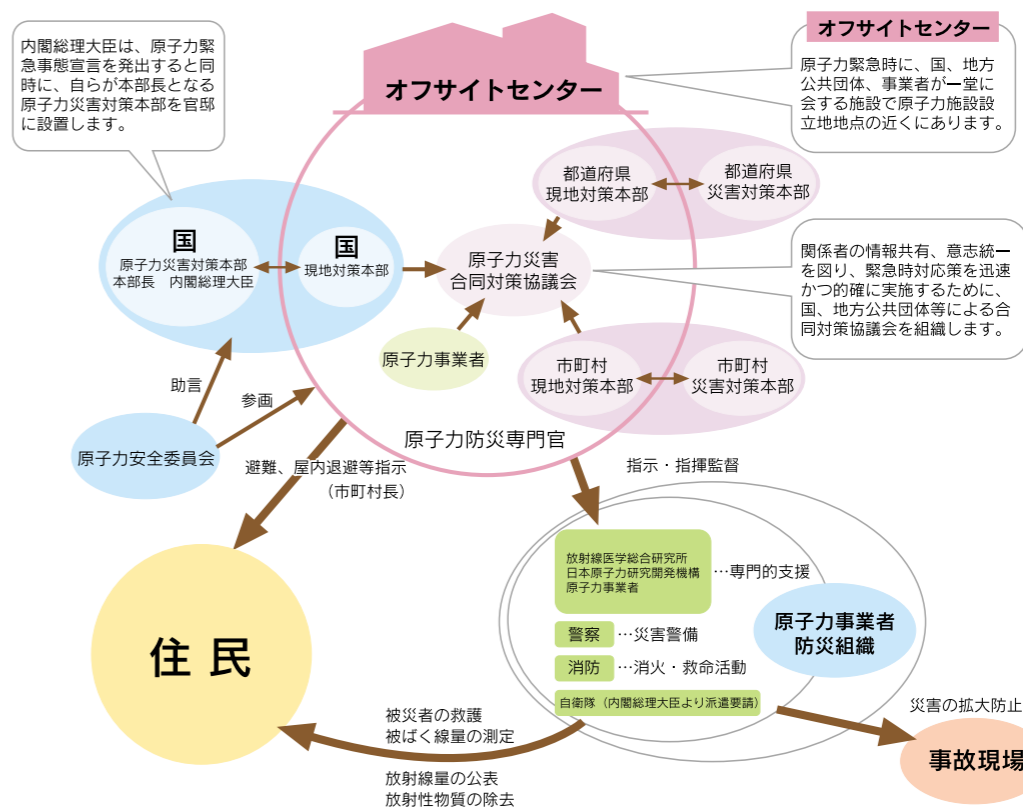 内閣総理大臣は、原子力緊
急事態宣言を発出すると同
時に、自らが本部長となる
原子力災害対策本部を官邸
に設置します。
オフサイトセンター
オフサイトセンター
原子力緊急時に、国、地方
公共団体、事業者が一堂に
会する施設で原子力施設設
立地地点の近くにあります。
都道府県
現地対策本部
都道府県
災害対策本部
国
原子力災害対策本部
本部長　内閣総理大臣
国
現地対策本部
原子力災害
合同対策協議会
関係者の情報共有、意志統一
を図り、緊急時対応策を迅速
かつ的確に実施するために、
国、地方公共団体等による合
同対策協議会を組織します。
原子力事業者
市町村
現地対策本部
市町村
災害対策本部
助言
参画
原子力安全委員会
原子力防災専門官
避難、屋内退避等指示
（市町村長）
指示・指揮監督
放射線医学総合研究所
日本原子力研究開発機構
原子力事業者
…専門的支援
警察 …災害警備
消防 …消火・救命活動
自衛隊（内閣総理大臣より派遣要請）
原子力事業者
防災組織
住民
被災者の救護
被ばく線量の測定
放射線量の公表
放射性物質の除去
災害の拡大防止
事故現場